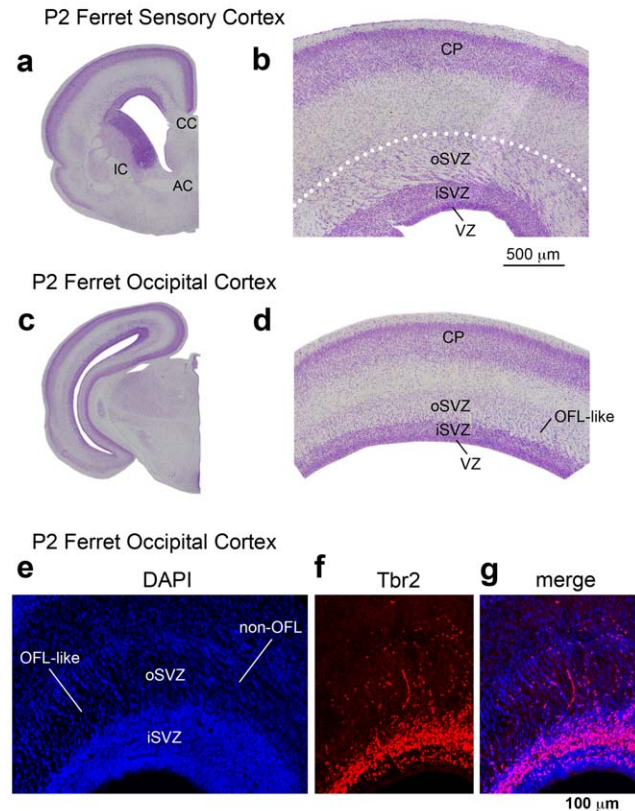 P2 Ferret Sensory Cortex
a
b
CP
CC
IC
AC
oSVZ
iSVZ
VZ
500 μm
P2 Ferret Occipital Cortex
c
d
CP
oSVZ
OFL-like
iSVZ
VZ
P2 Ferret Occipital Cortex
e
f
g
DAPI
Tbr2
merge
non-OFL
OFL-like
oSVZ
iSVZ
100 μm